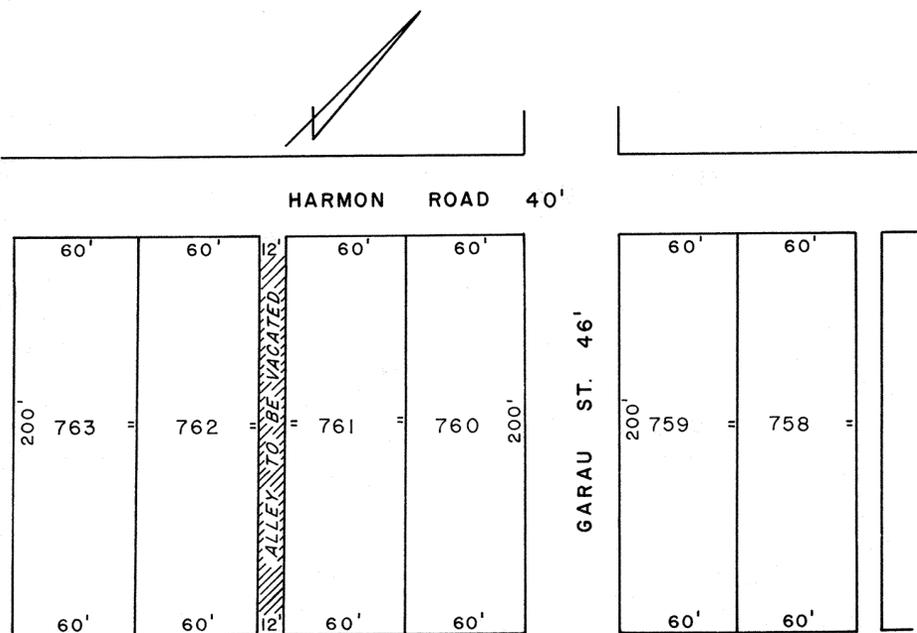 HARMON ROAD 40'
60' 60' 12' 60' 60' 60' 60'
200' 763 = 762 = ALLEY TO BE VACATED = 761 = 760 200' GARAU ST. 46' 200' 759 = 758 =
60' 60' 12' 60' 60' 60' 60'